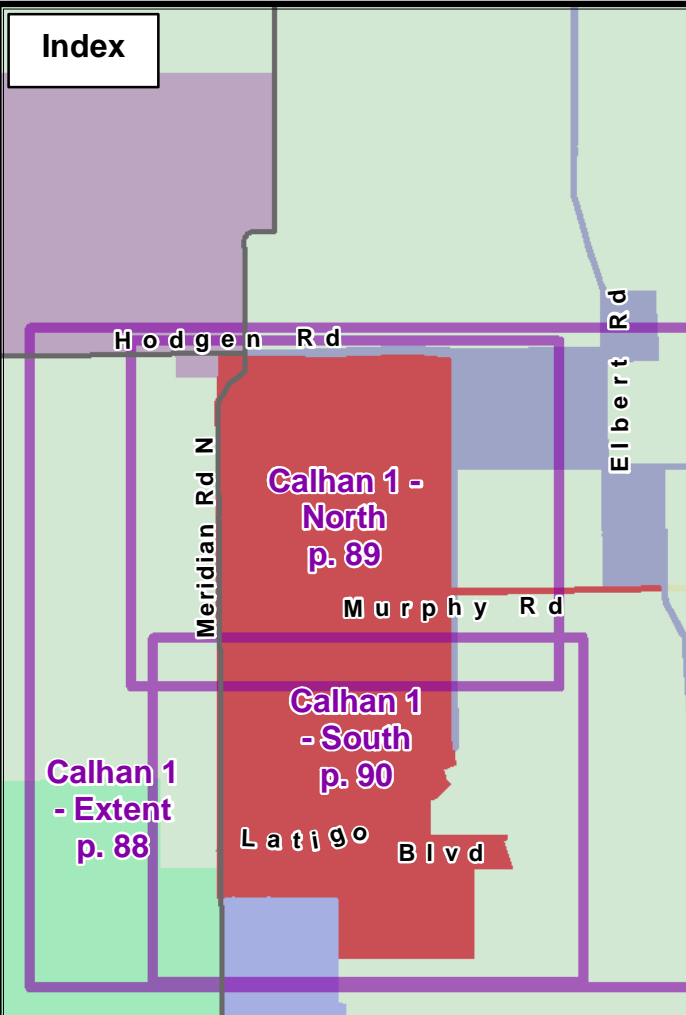 Index
Hodgen Rd
Elbert Rd
Meridian Rd N
Calhan 1 -
North
p. 89
Murphy Rd
Calhan 1
- South
p. 90
Calhan 1
- Extent
p. 88
Latigo Blvd